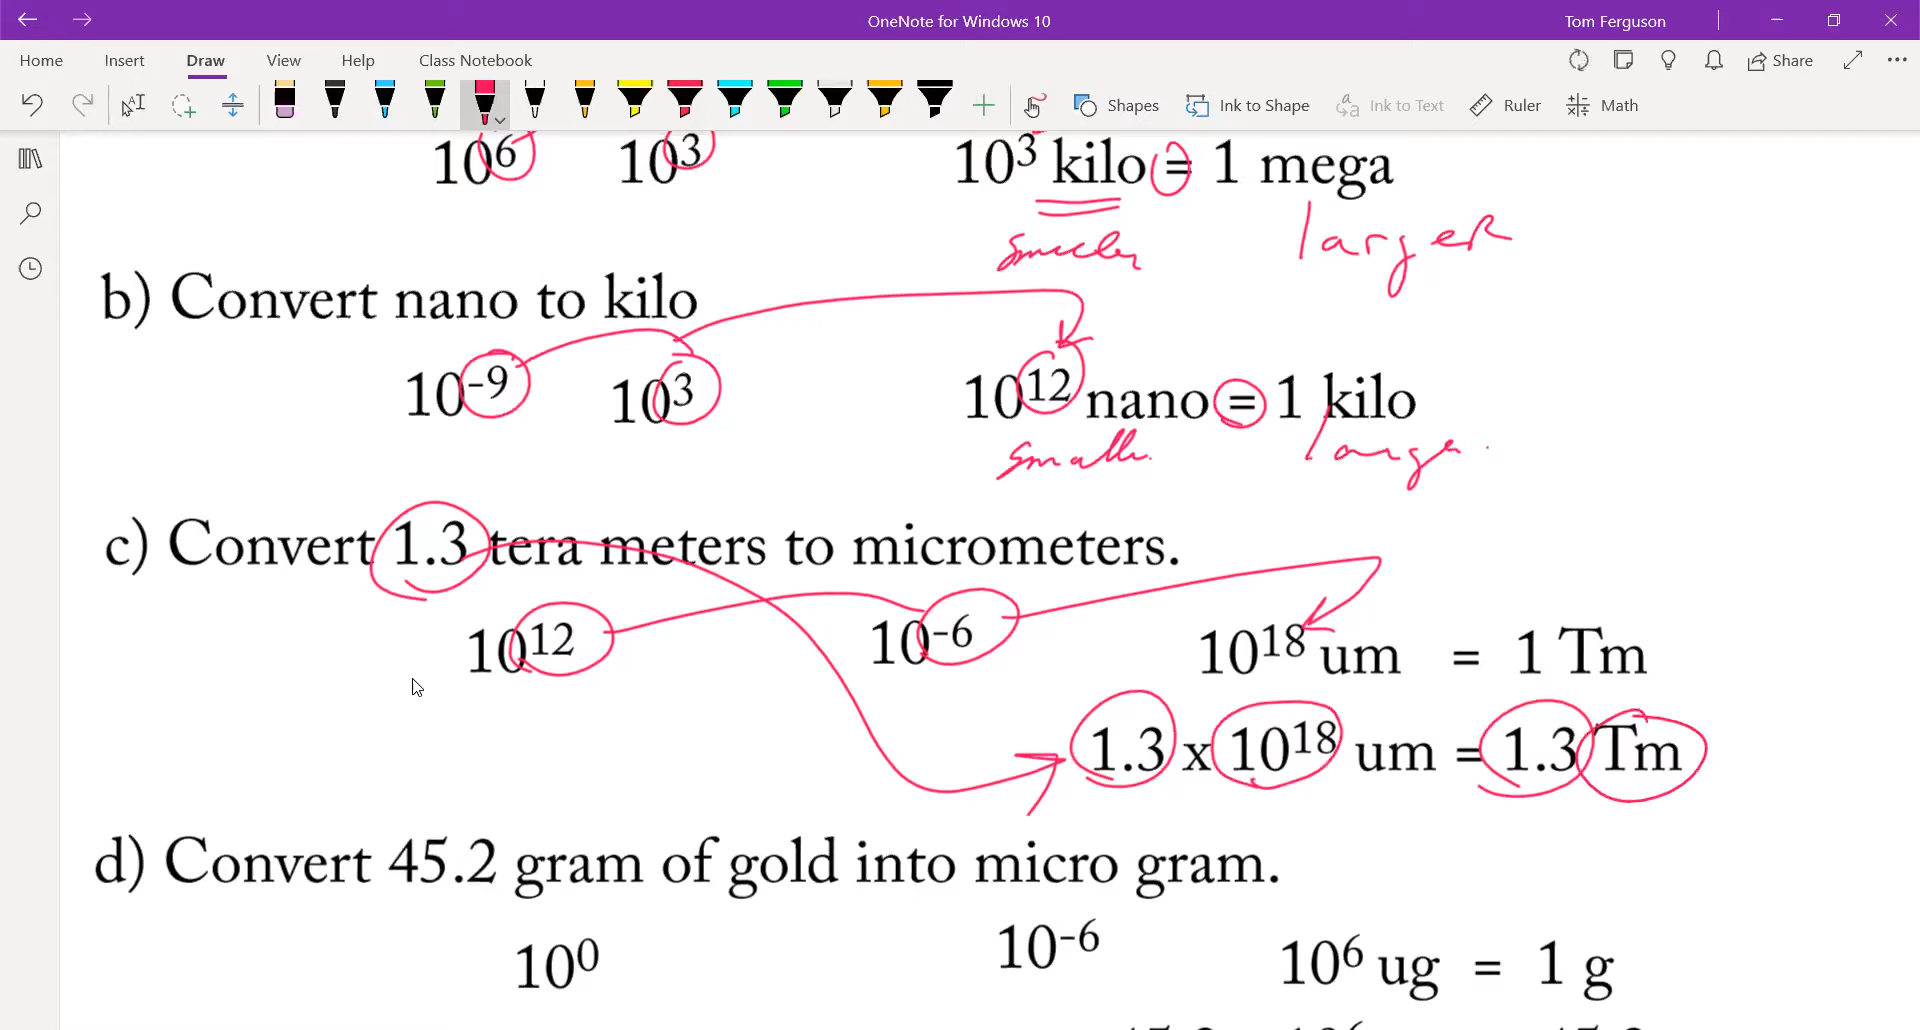 OneNote for Windows 10 Tom Ferguson
Home Insert Draw View Help Class Notebook Share
Shapes Ink to Shape Ink to Text Ruler Math
10⁶ 10³ 10³ kilo = 1 mega
larger
b) Convert nano to kilo
10⁻⁹ 10³ 10¹² nano = 1 kilo
c) Convert 1.3 tera meters to micrometers.
10¹² 10⁻⁶ 10¹⁸ um = 1 Tm
1.3 x 10¹⁸ um = 1.3 Tm
d) Convert 45.2 gram of gold into micro gram.
10⁰ 10⁻⁶ 10⁶ ug = 1 g